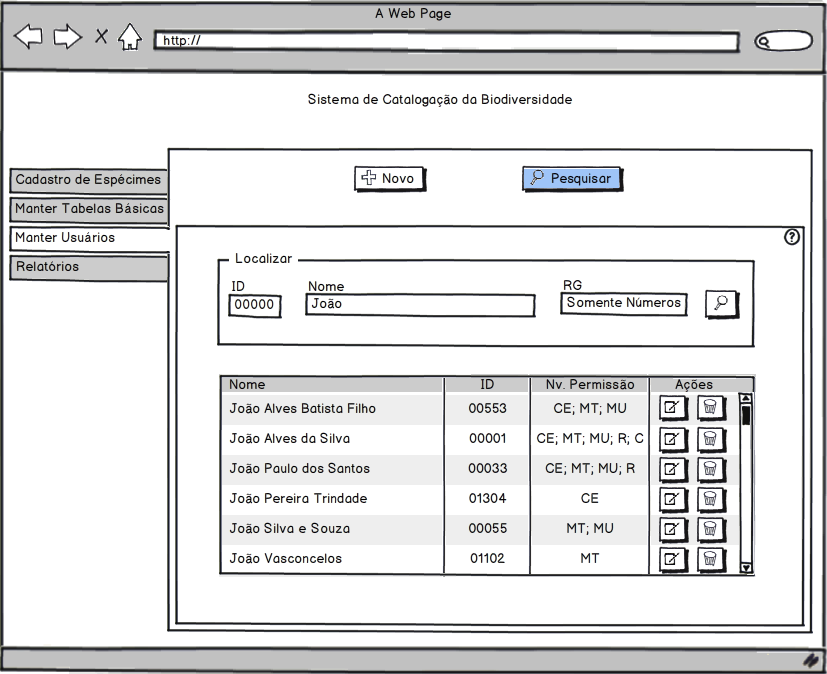 A Web Page
http://
Sistema de Catalogação da Biodiversidade
Cadastro de Espécimes
Manter Tabelas Básicas
Manter Usuários
Relatórios
Novo
Pesquisar
?
Localizar
ID
Nome
RG
00000
João
Somente Números
Nome ID Nv. Permissão Ações
João Alves Batista Filho 00553 CE; MT; MU
João Alves da Silva 00001 CE; MT; MU; R; C
João Paulo dos Santos 00033 CE; MT; MU; R
João Pereira Trindade 01304 CE
João Silva e Souza 00055 MT; MU
João Vasconcelos 01102 MT